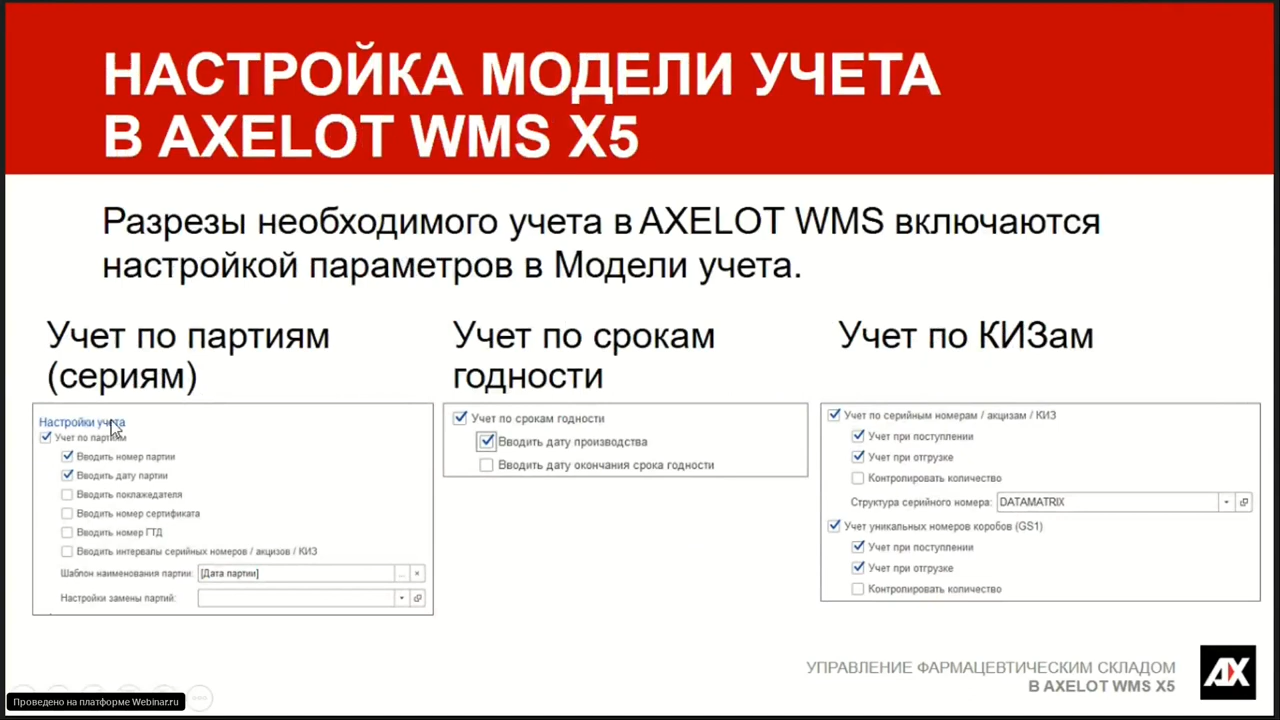 НАСТРОЙКА МОДЕЛИ УЧЕТА
В AXELOT WMS X5
Разрезы необходимого учета в AXELOT WMS включаются
настройкой параметров в Модели учета.
Учет по партиям
(сериям)
Настройки учета
Учет по партиям
Вводить номер партии
Вводить дату партии
Вводить поклажедателя
Вводить номер сертификата
Вводить номер ГТД
Вводить интервалы серийных номеров / акцизов / КИЗ
Шаблон наименования партии: [Дата партии]
Настройки замены партий:
Учет по срокам
годности
Учет по срокам годности
Вводить дату производства
Вводить дату окончания срока годности
Учет по КИЗам
Учет по серийным номерам / акцизам / КИЗ
Учет при поступлении
Учет при отгрузке
Контролировать количество
Структура серийного номера: DATAMATRIX
Учет уникальных номеров коробов (GS1)
Учет при поступлении
Учет при отгрузке
Контролировать количество
УПРАВЛЕНИЕ ФАРМАЦЕВТИЧЕСКИМ СКЛАДОМ
В AXELOT WMS X5
AX
Проведено на платформе Webinar.ru